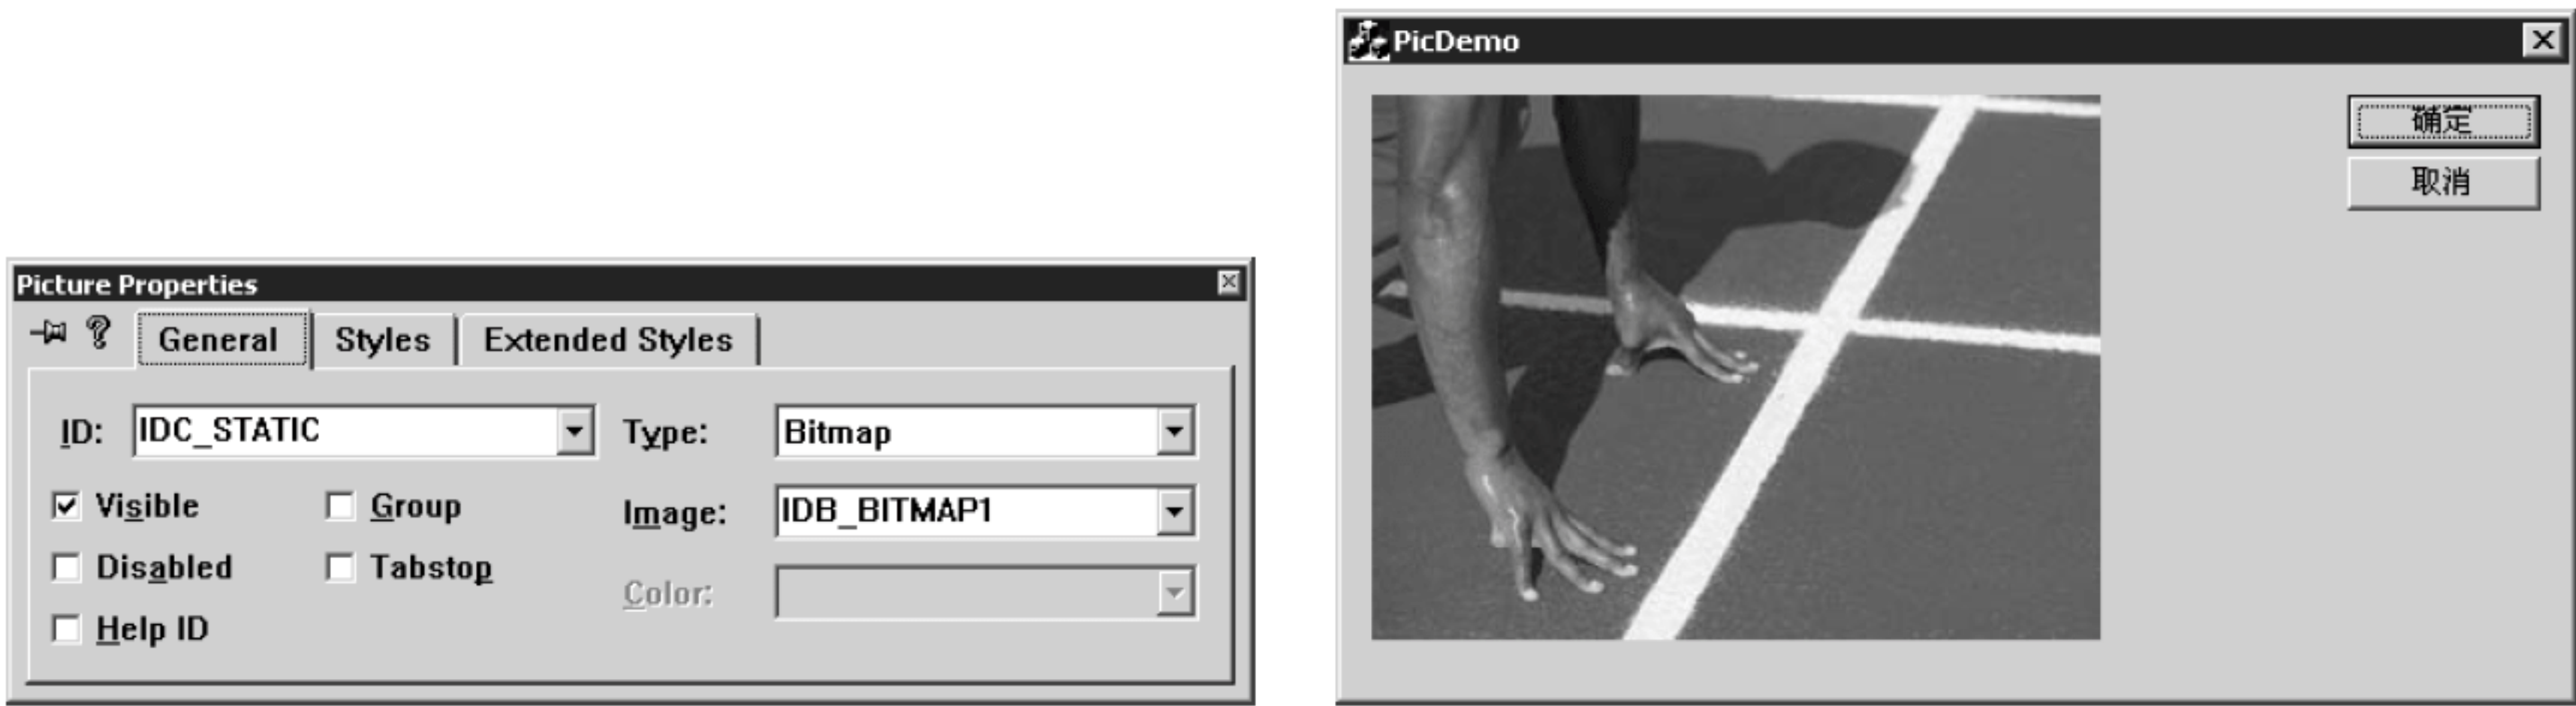 Picture Properties
General Styles Extended Styles
ID: IDC_STATIC Type: Bitmap
Visible Group Image: IDB_BITMAP1
Disabled Tabstop Color:
Help ID
PicDemo
确定
取消